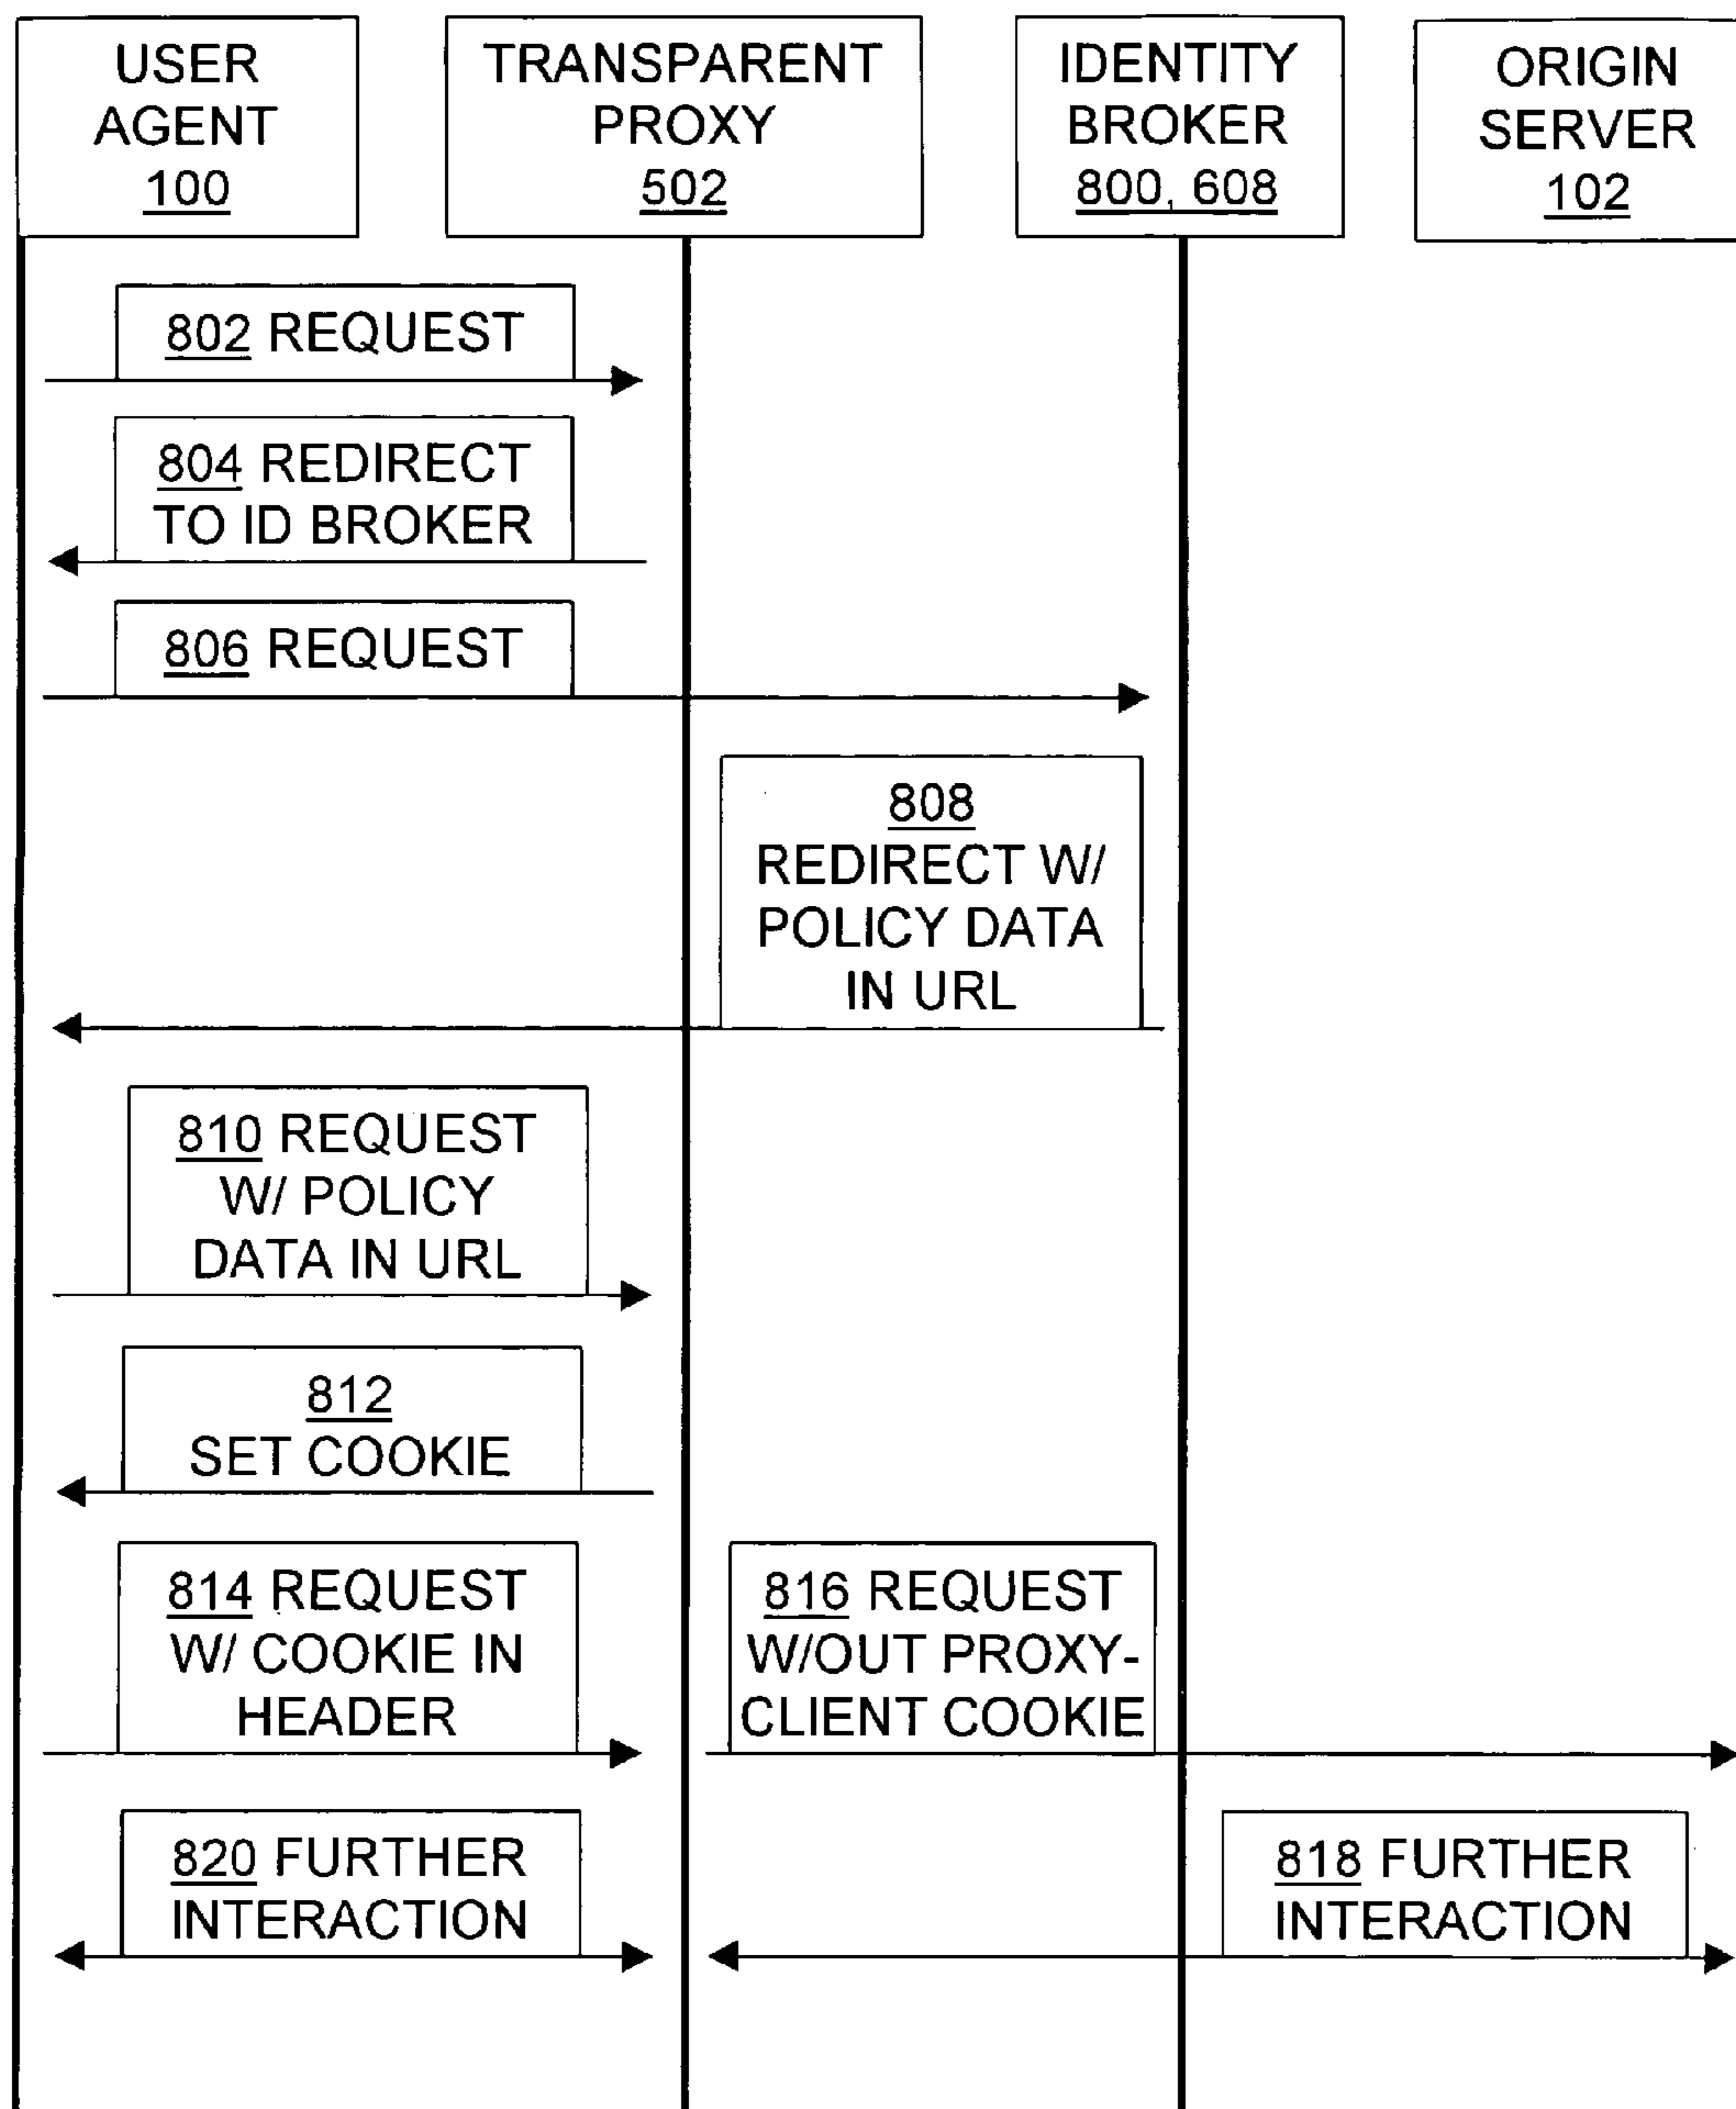 USER
AGENT
100
TRANSPARENT
PROXY
502
IDENTITY
BROKER
800, 608
ORIGIN
SERVER
102
802 REQUEST
804 REDIRECT
TO ID BROKER
806 REQUEST
808
REDIRECT W/
POLICY DATA
IN URL
810 REQUEST
W/ POLICY
DATA IN URL
812
SET COOKIE
814 REQUEST
W/ COOKIE IN
HEADER
816 REQUEST
W/OUT PROXY-
CLIENT COOKIE
820 FURTHER
INTERACTION
818 FURTHER
INTERACTION